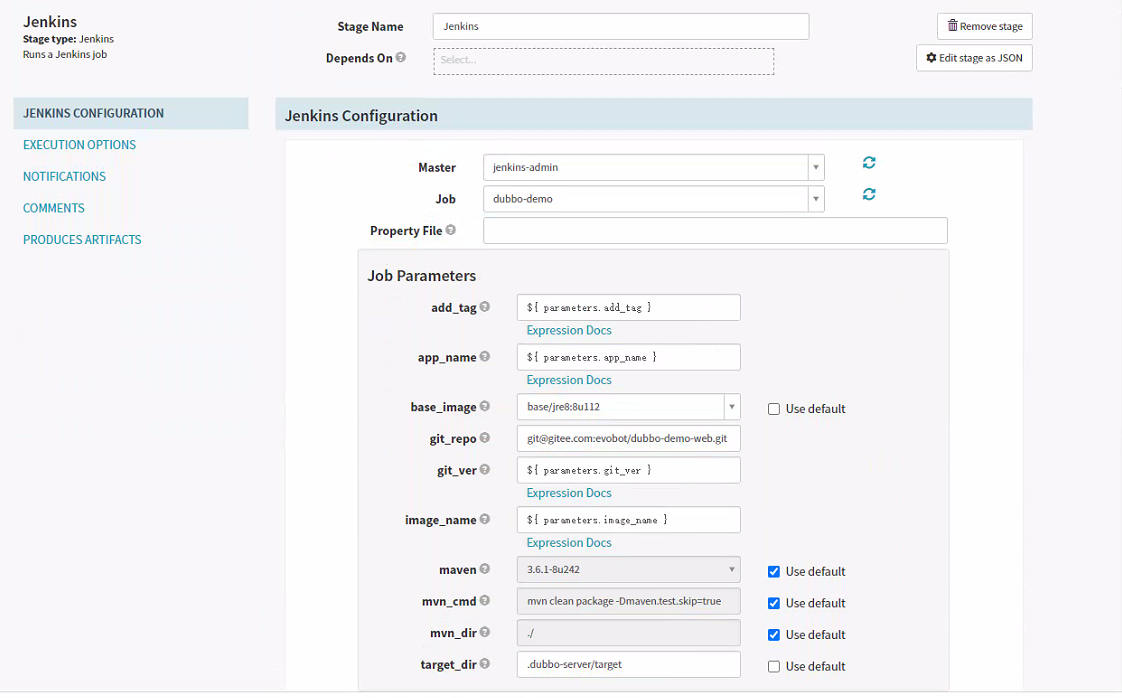 Jenkins
Stage type: Jenkins
Runs a Jenkins job
Stage Name
Jenkins
Remove stage
Depends On
Select...
Edit stage as JSON
JENKINS CONFIGURATION
EXECUTION OPTIONS
NOTIFICATIONS
COMMENTS
PRODUCES ARTIFACTS
Jenkins Configuration
Master
jenkins-admin
Job
dubbo-demo
Property File
Job Parameters
add_tag
${ parameters.add_tag }
Expression Docs
app_name
${ parameters.app_name }
Expression Docs
base_image
base/jre8:8u112
Use default
git_repo
git@gitee.com:evobot/dubbo-demo-web.git
git_ver
${ parameters.git_ver }
Expression Docs
image_name
${ parameters.image_name }
Expression Docs
maven
3.6.1-8u242
Use default
mvn_cmd
mvn clean package -Dmaven.test.skip=true
Use default
mvn_dir
./
Use default
target_dir
.dubbo-server/target
Use default